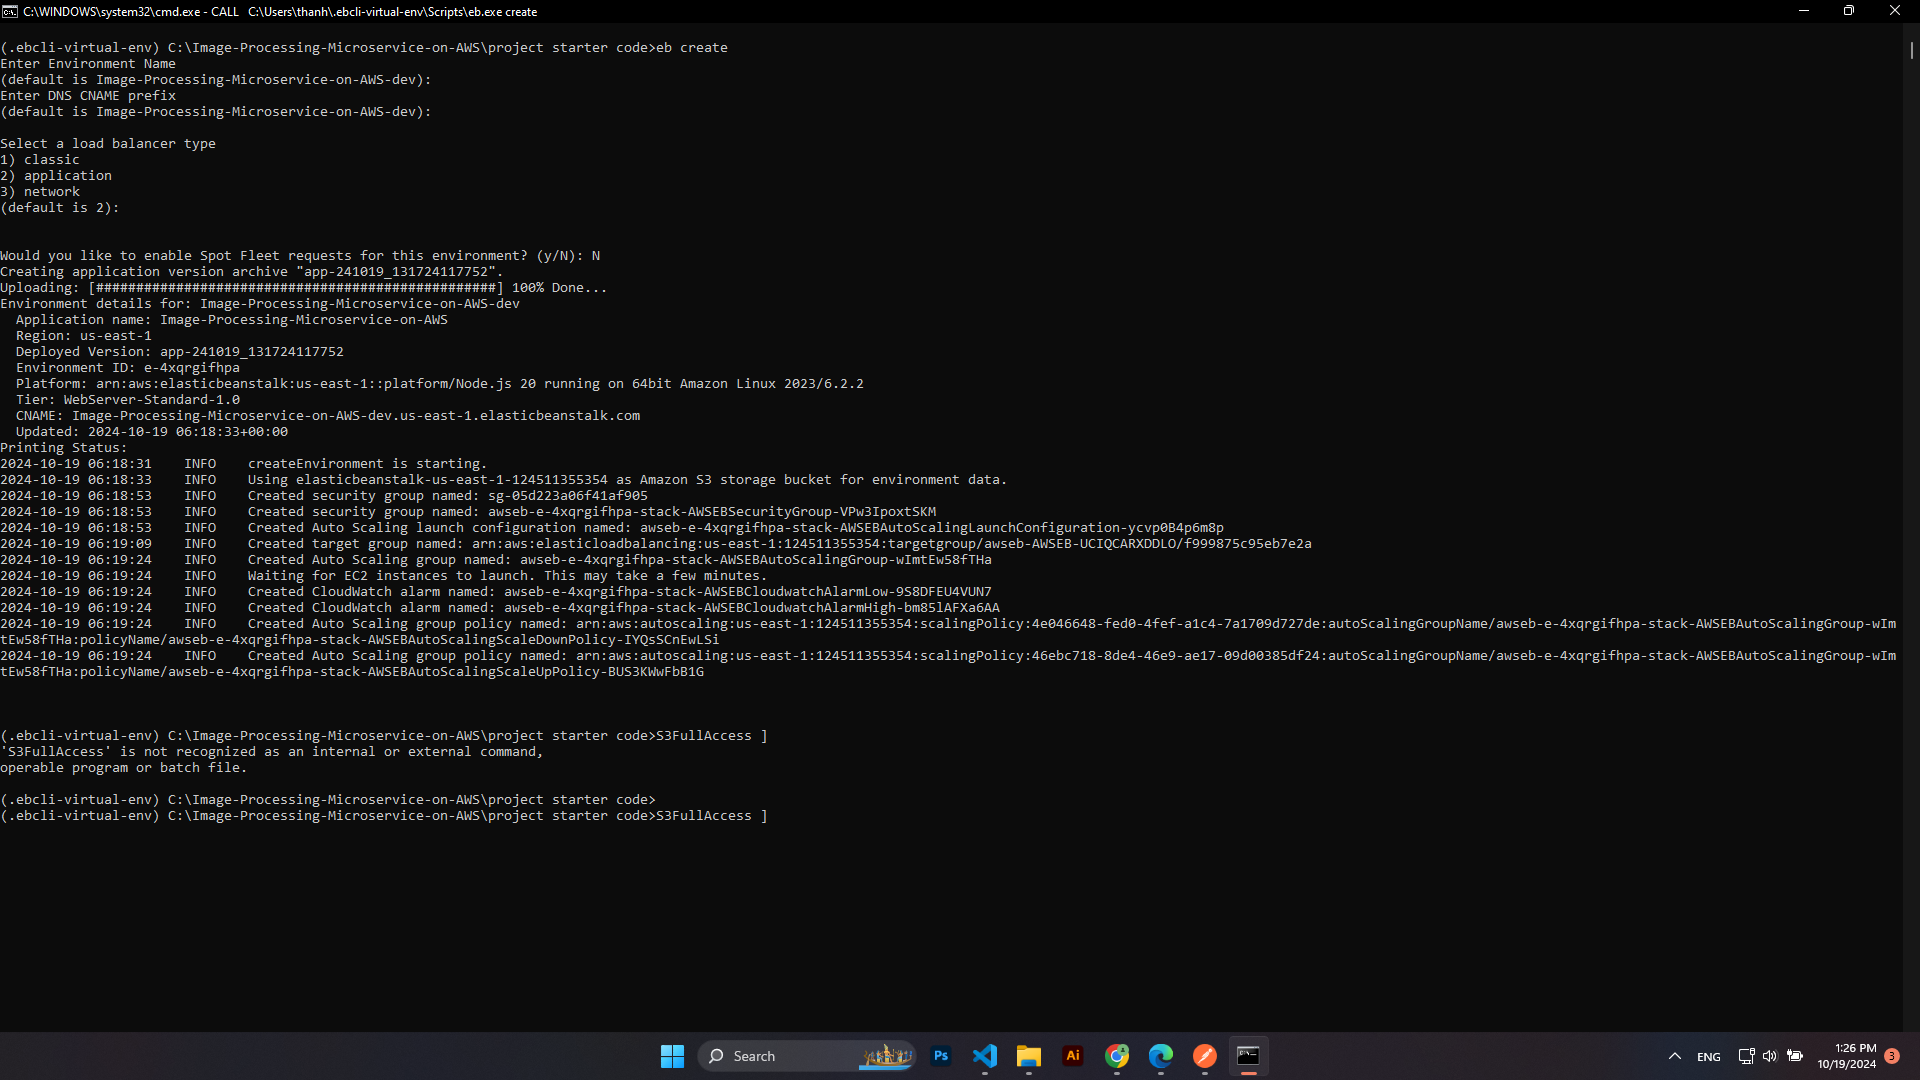 C:\WINDOWS\system32\cmd.exe - CALL C:\Users\thanh\.ebcli-virtual-env\Scripts\eb.exe create
(.ebcli-virtual-env) C:\Image-Processing-Microservice-on-AWS\project starter code>eb create
Enter Environment Name
(default is Image-Processing-Microservice-on-AWS-dev):
Enter DNS CNAME prefix
(default is Image-Processing-Microservice-on-AWS-dev):
Select a load balancer type
1) classic
2) application
3) network
(default is 2):
Would you like to enable Spot Fleet requests for this environment? (y/N): N
Creating application version archive "app-241019_131724117752".
Uploading: [##################################################] 100% Done...
Environment details for: Image-Processing-Microservice-on-AWS-dev
  Application name: Image-Processing-Microservice-on-AWS
  Region: us-east-1
  Deployed Version: app-241019_131724117752
  Environment ID: e-4xqrgifhpa
  Platform: arn:aws:elasticbeanstalk:us-east-1::platform/Node.js 20 running on 64bit Amazon Linux 2023/6.2.2
  Tier: WebServer-Standard-1.0
  CNAME: Image-Processing-Microservice-on-AWS-dev.us-east-1.elasticbeanstalk.com
  Updated: 2024-10-19 06:18:33+00:00
Printing Status:
2024-10-19 06:18:31    INFO    createEnvironment is starting.
2024-10-19 06:18:33    INFO    Using elasticbeanstalk-us-east-1-124511355354 as Amazon S3 storage bucket for environment data.
2024-10-19 06:18:53    INFO    Created security group named: sg-05d223a06f41af905
2024-10-19 06:18:53    INFO    Created security group named: awseb-e-4xqrgifhpa-stack-AWSEBSecurityGroup-VPw3IpoxtSKM
2024-10-19 06:18:53    INFO    Created Auto Scaling launch configuration named: awseb-e-4xqrgifhpa-stack-AWSEBAutoScalingLaunchConfiguration-ycvp0B4p6m8p
2024-10-19 06:19:09    INFO    Created target group named: arn:aws:elasticloadbalancing:us-east-1:124511355354:targetgroup/awseb-AWSEB-UCIQCARXDDLO/f999875c95eb7e2a
2024-10-19 06:19:24    INFO    Created Auto Scaling group named: awseb-e-4xqrgifhpa-stack-AWSEBAutoScalingGroup-wImtEw58fTHa
2024-10-19 06:19:24    INFO    Waiting for EC2 instances to launch. This may take a few minutes.
2024-10-19 06:19:24    INFO    Created CloudWatch alarm named: awseb-e-4xqrgifhpa-stack-AWSEBCloudwatchAlarmLow-9S8DFEU4VUN7
2024-10-19 06:19:24    INFO    Created CloudWatch alarm named: awseb-e-4xqrgifhpa-stack-AWSEBCloudwatchAlarmHigh-bm85lAFXa6AA
2024-10-19 06:19:24    INFO    Created Auto Scaling group policy named: arn:aws:autoscaling:us-east-1:124511355354:scalingPolicy:4e046648-fed0-4fef-a1c4-7a1709d727de:autoScalingGroupName/awseb-e-4xqrgifhpa-stack-AWSEBAutoScalingGroup-wIm
tEw58fTHa:policyName/awseb-e-4xqrgifhpa-stack-AWSEBAutoScalingScaleDownPolicy-IYQsSCnEwLSi
2024-10-19 06:19:24    INFO    Created Auto Scaling group policy named: arn:aws:autoscaling:us-east-1:124511355354:scalingPolicy:46ebc718-8de4-46e9-ae17-09d00385df24:autoScalingGroupName/awseb-e-4xqrgifhpa-stack-AWSEBAutoScalingGroup-wIm
tEw58fTHa:policyName/awseb-e-4xqrgifhpa-stack-AWSEBAutoScalingScaleUpPolicy-BUS3KWwFbB1G
(.ebcli-virtual-env) C:\Image-Processing-Microservice-on-AWS\project starter code>S3FullAccess ]
'S3FullAccess' is not recognized as an internal or external command,
operable program or batch file.
(.ebcli-virtual-env) C:\Image-Processing-Microservice-on-AWS\project starter code>
(.ebcli-virtual-env) C:\Image-Processing-Microservice-on-AWS\project starter code>S3FullAccess ]
Search
Ps
Ai
ENG
1:26 PM
10/19/2024
3